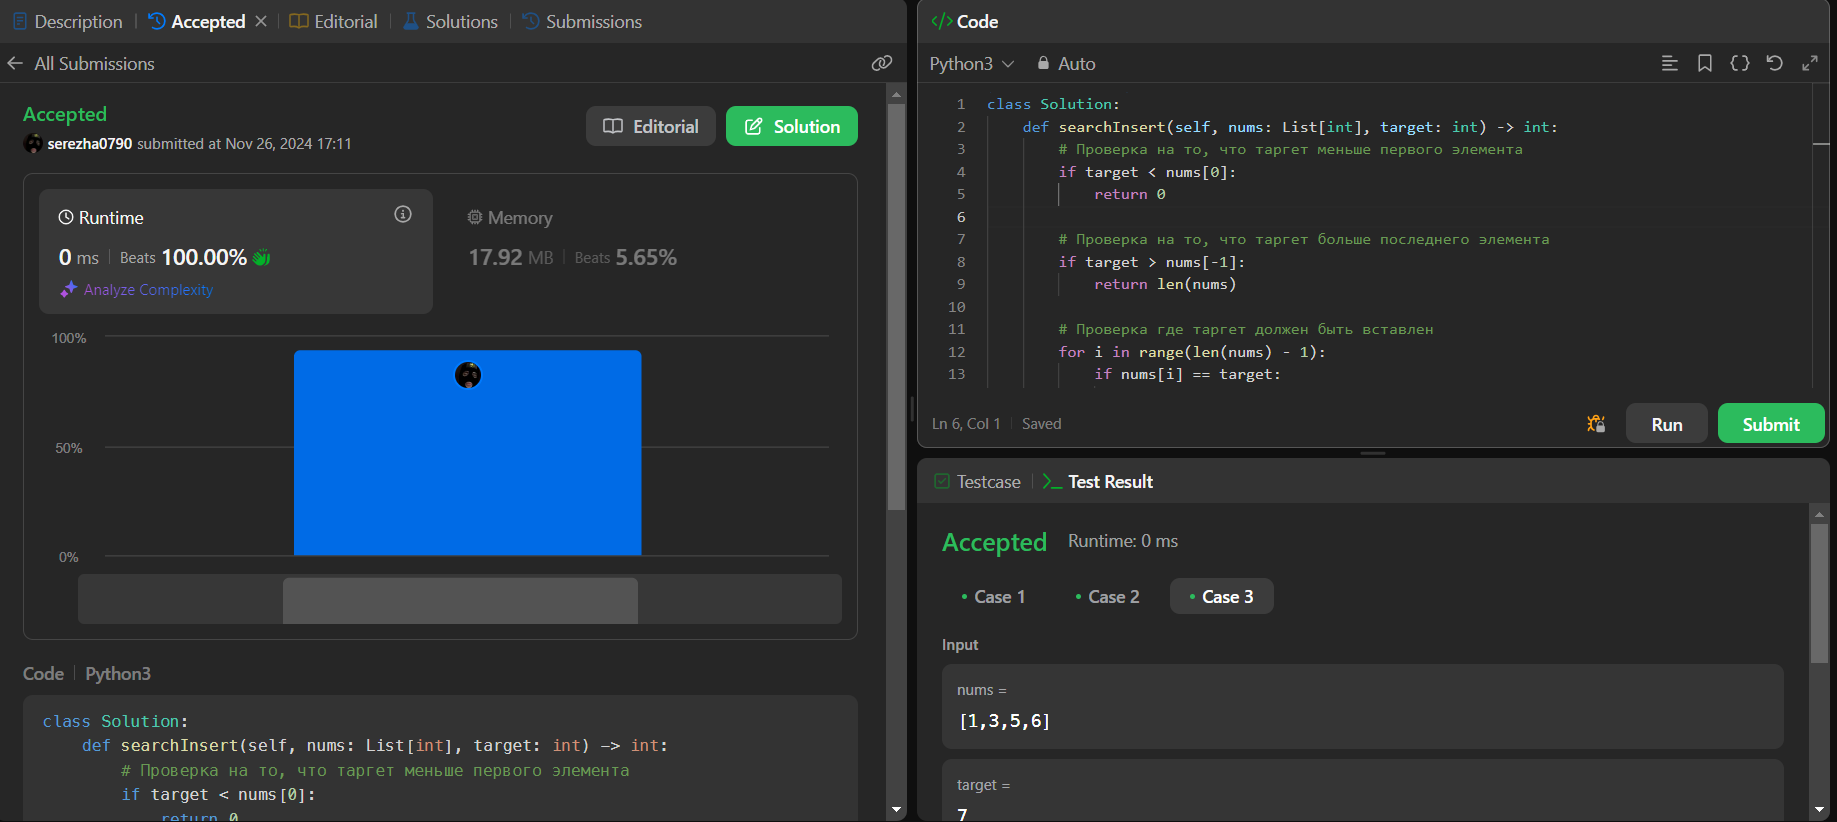 Description
Accepted
Editorial
Solutions
Submissions
All Submissions
Accepted
serezha0790 submitted at Nov 26, 2024 17:11
Editorial
Solution
Runtime
0 ms
Beats 100.00%
Analyze Complexity
Memory
17.92 MB
Beats 5.65%
100%
50%
0%
Code
Python3
class Solution:
def searchInsert(self, nums: List[int], target: int) -> int:
# Проверка на то, что таргет меньше первого элемента
if target < nums[0]:
return 0
</> Code
Python3
Auto
1 class Solution:
2 def searchInsert(self, nums: List[int], target: int) -> int:
3 # Проверка на то, что таргет меньше первого элемента
4 if target < nums[0]:
5 return 0
6
7 # Проверка на то, что таргет больше последнего элемента
8 if target > nums[-1]:
9 return len(nums)
10
11 # Проверка где таргет должен быть вставлен
12 for i in range(len(nums) - 1):
13 if nums[i] == target:
Ln 6, Col 1
Saved
Run
Submit
Testcase
Test Result
Accepted
Runtime: 0 ms
Case 1
Case 2
Case 3
Input
nums =
[1,3,5,6]
target =
7